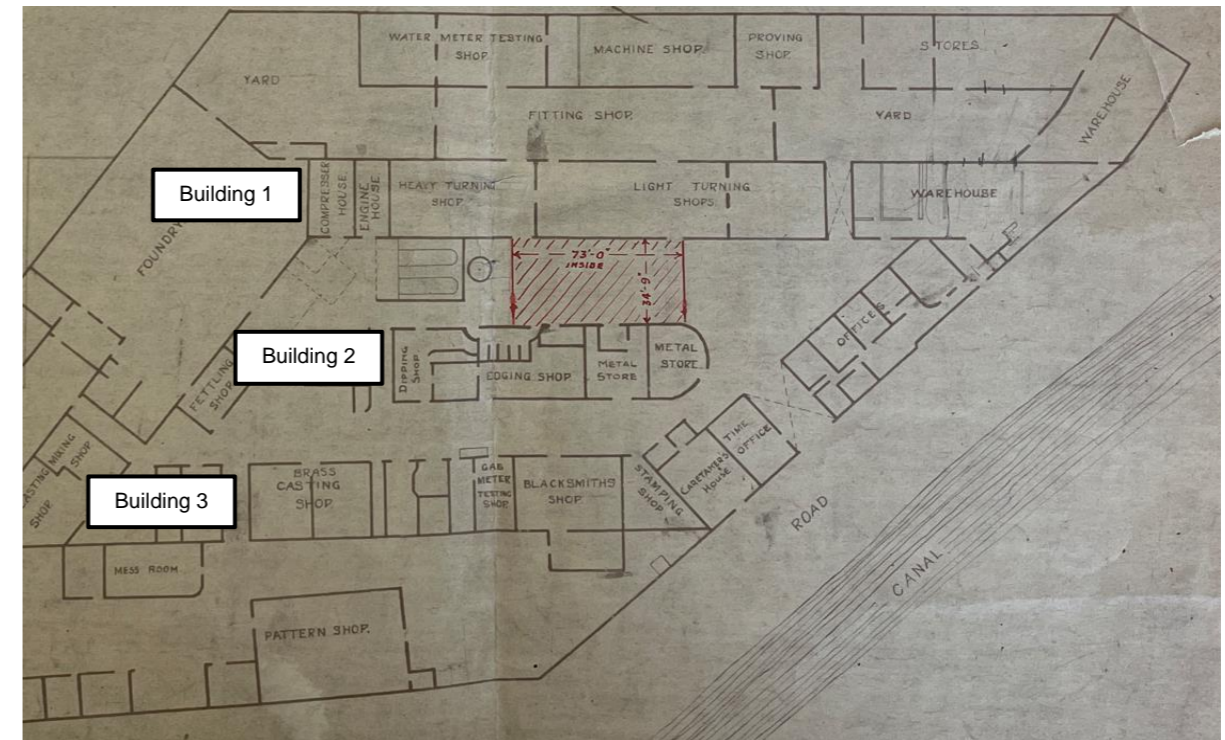 WATER METER TESTING
SHOP.
MACHINE SHOP.
PROVING
SHOP.
STORES
YARD
FITTING SHOP.
YARD
WAREHOUSE
Building 1
COMPRESSER
HOUSE.
ENGINE
HOUSE
HEAVY TURNING
SHOP.
LIGHT TURNING
SHOPS.
WAREHOUSE
FOUNDRY
73'-0"
INSIDE
34'-9"
OFFICES
Building 2
DIPPING
SHOP.
EDGING SHOP
METAL
STORE
METAL
STORE
FETTLING
SHOP.
MIXING
SHOP
CASTING
SHOP
Building 3
BRASS
CASTING
SHOP
GAS
METER
TESTING
SHOP
BLACKSMITHS
SHOP.
STAMPING
SHOP
CARETAKER'S
HOUSE
TIME
OFFICE
ROAD
CANAL
MESS ROOM
PATTERN SHOP.